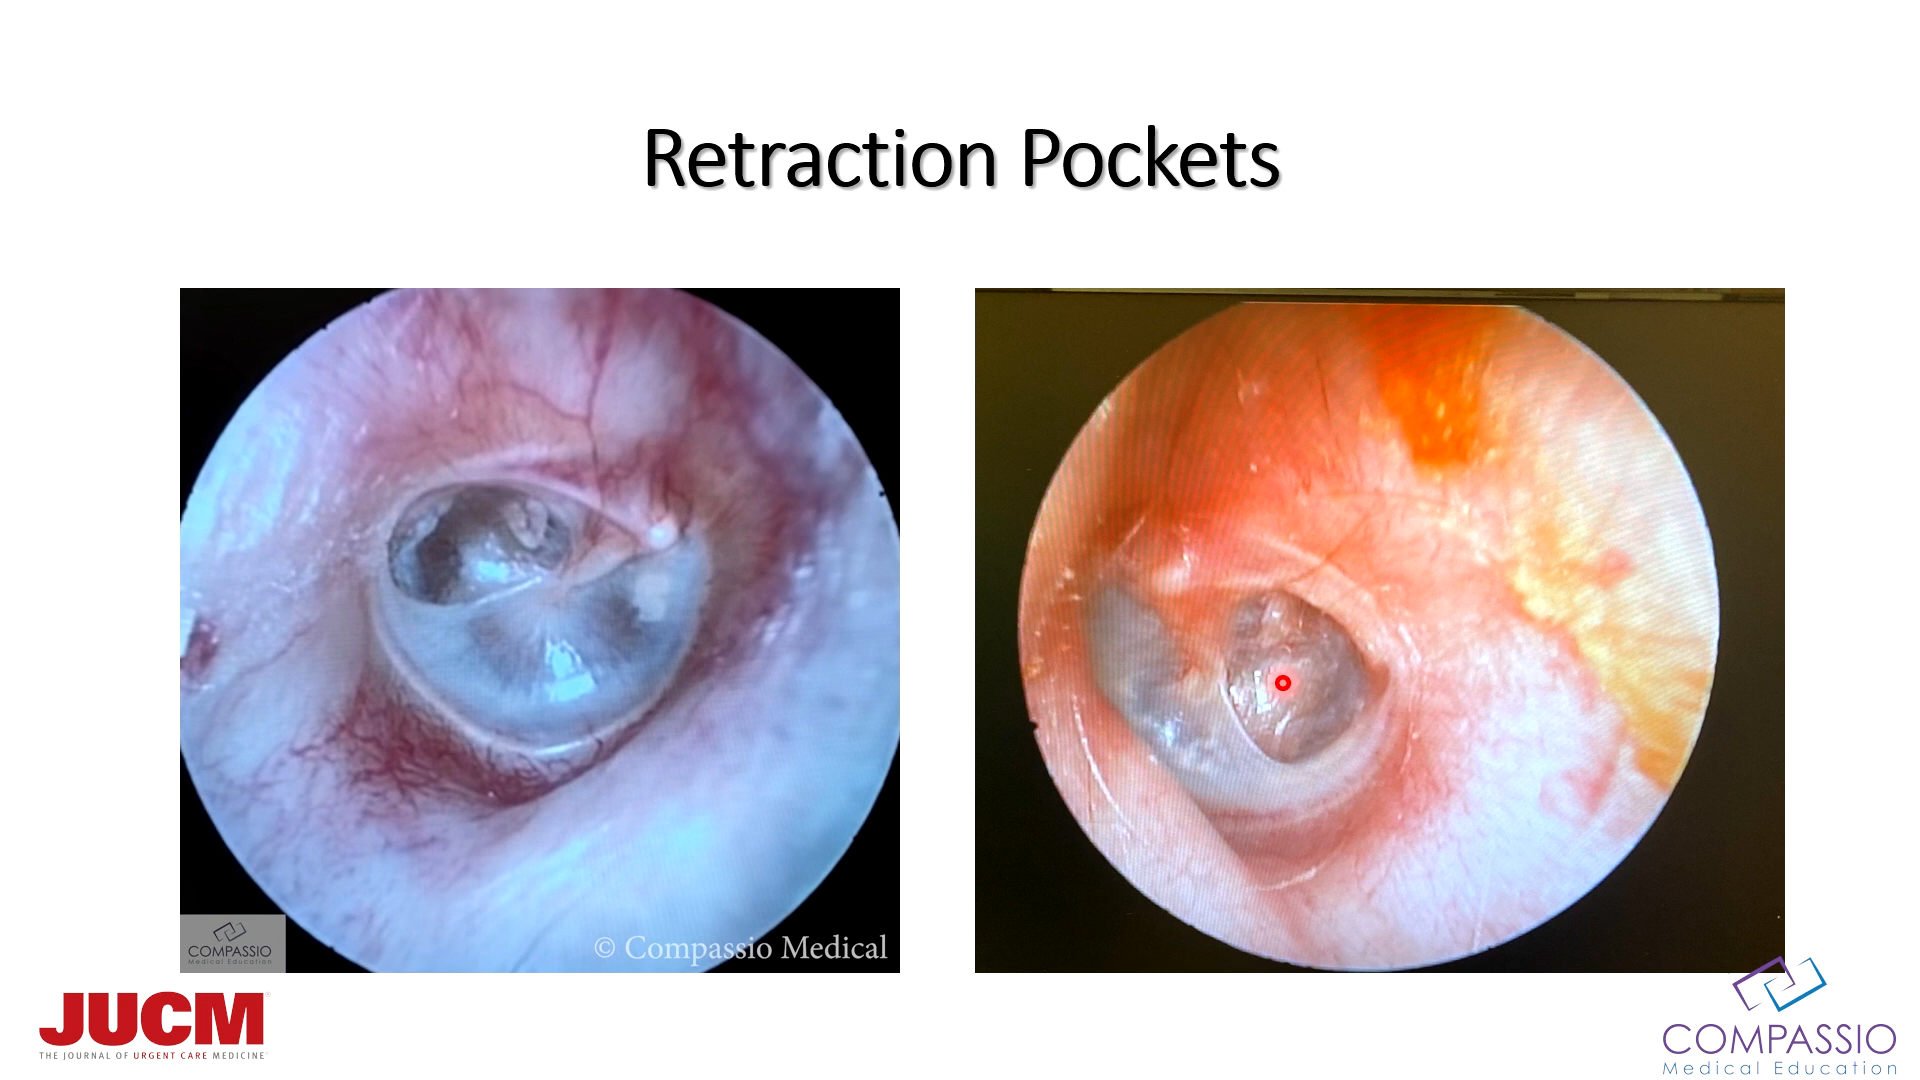 Retraction Pockets
COMPASSIO
Medical Education
© Compassio Medical
JUCM
THE JOURNAL OF URGENT CARE MEDICINE
COMPASSIO
Medical Education